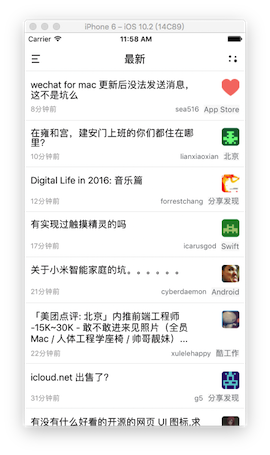 iPhone 6 – iOS 10.2 (14C89)
Carrier 11:58 AM
最新
wechat for mac 更新后没法发送消息,
这不是坑么
8分钟前 sea516 App Store
在雍和宫，建安门上班的你们都住在哪
里?
10分钟前 lianxiaoxian 北京
Digital Life in 2016: 音乐篇
12分钟前 forrestchang 分享发现
有实现过触摸精灵的吗
17分钟前 icarusgod Swift
关于小米智能家庭的坑。。。。。。
21分钟前 cyberdaemon Android
「美团点评: 北京」内推前端工程师
-15K~30K - 敢不敢进来见照片（全员
Mac / 人体工程学座椅 / 帅哥靓妹）...
22分钟前 xulelehappy 酷工作
icloud.net 出售了?
31分钟前 g5 分享发现
有没有什么好看的开源的网页 UI 图标,求